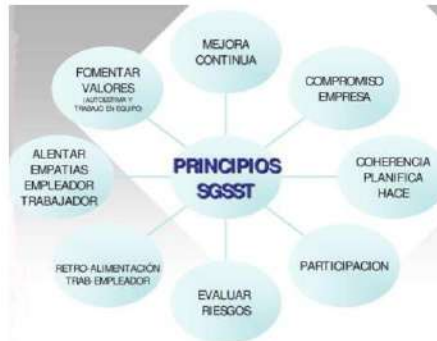 MEJORA
CONTINUA
FOMENTAR
VALORES
(AUTOESTIMA Y
TRABAJO EN EQUIPO)
COMPROMISO
EMPRESA
ALENTAR
EMPATIAS
EMPLEADOR
TRABAJADOR
PRINCIPIOS
SGSST
COHERENCIA
PLANIFICA
HACE
RETRO-ALIMENTACIÓN
TRAB-EMPLEADOR
PARTICIPACION
EVALUAR
RIESGOS